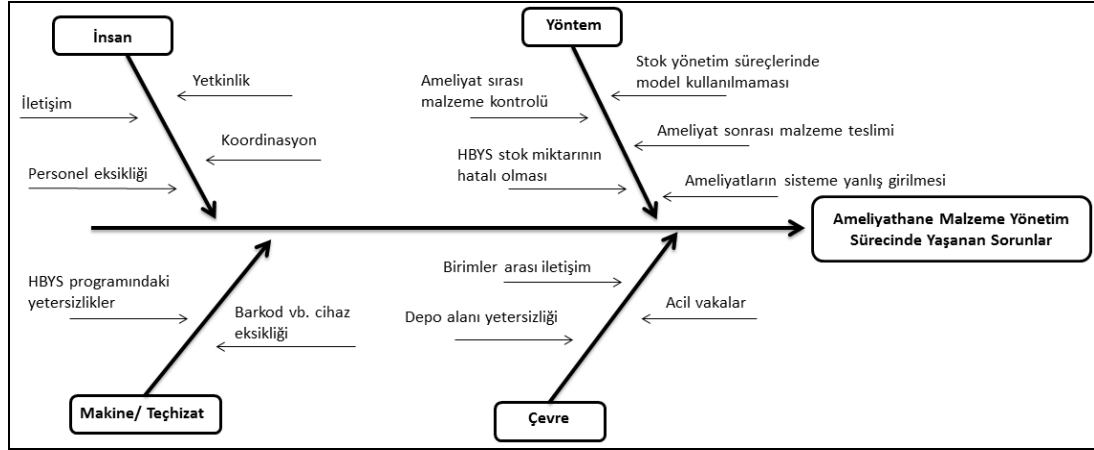 İnsan
Yetkinlik
İletişim
Koordinasyon
Personel eksikliği
Yöntem
Stok yönetim süreçlerinde
model kullanılmaması
Ameliyat sırası
malzeme kontrolü
Ameliyat sonrası malzeme teslimi
HBYS stok miktarının
hatalı olması
Ameliyatların sisteme yanlış girilmesi
Ameliyathane Malzeme Yönetim
Sürecinde Yaşanan Sorunlar
HBYS programındaki
yetersizlikler
Barkod vb. cihaz
eksikliği
Makine/ Teçhizat
Birimler arası iletişim
Acil vakalar
Depo alanı yetersizliği
Çevre